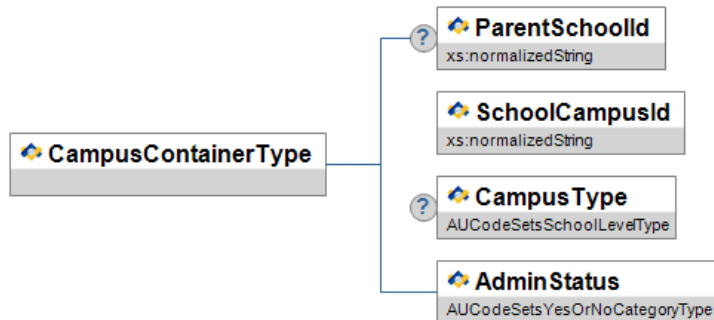 ?
ParentSchoolId
xs:normalizedString
SchoolCampusId
xs:normalizedString
CampusContainerType
?
CampusType
AUCodeSetsSchoolLevelType
AdminStatus
AUCodeSetsYesOrNoCategoryType